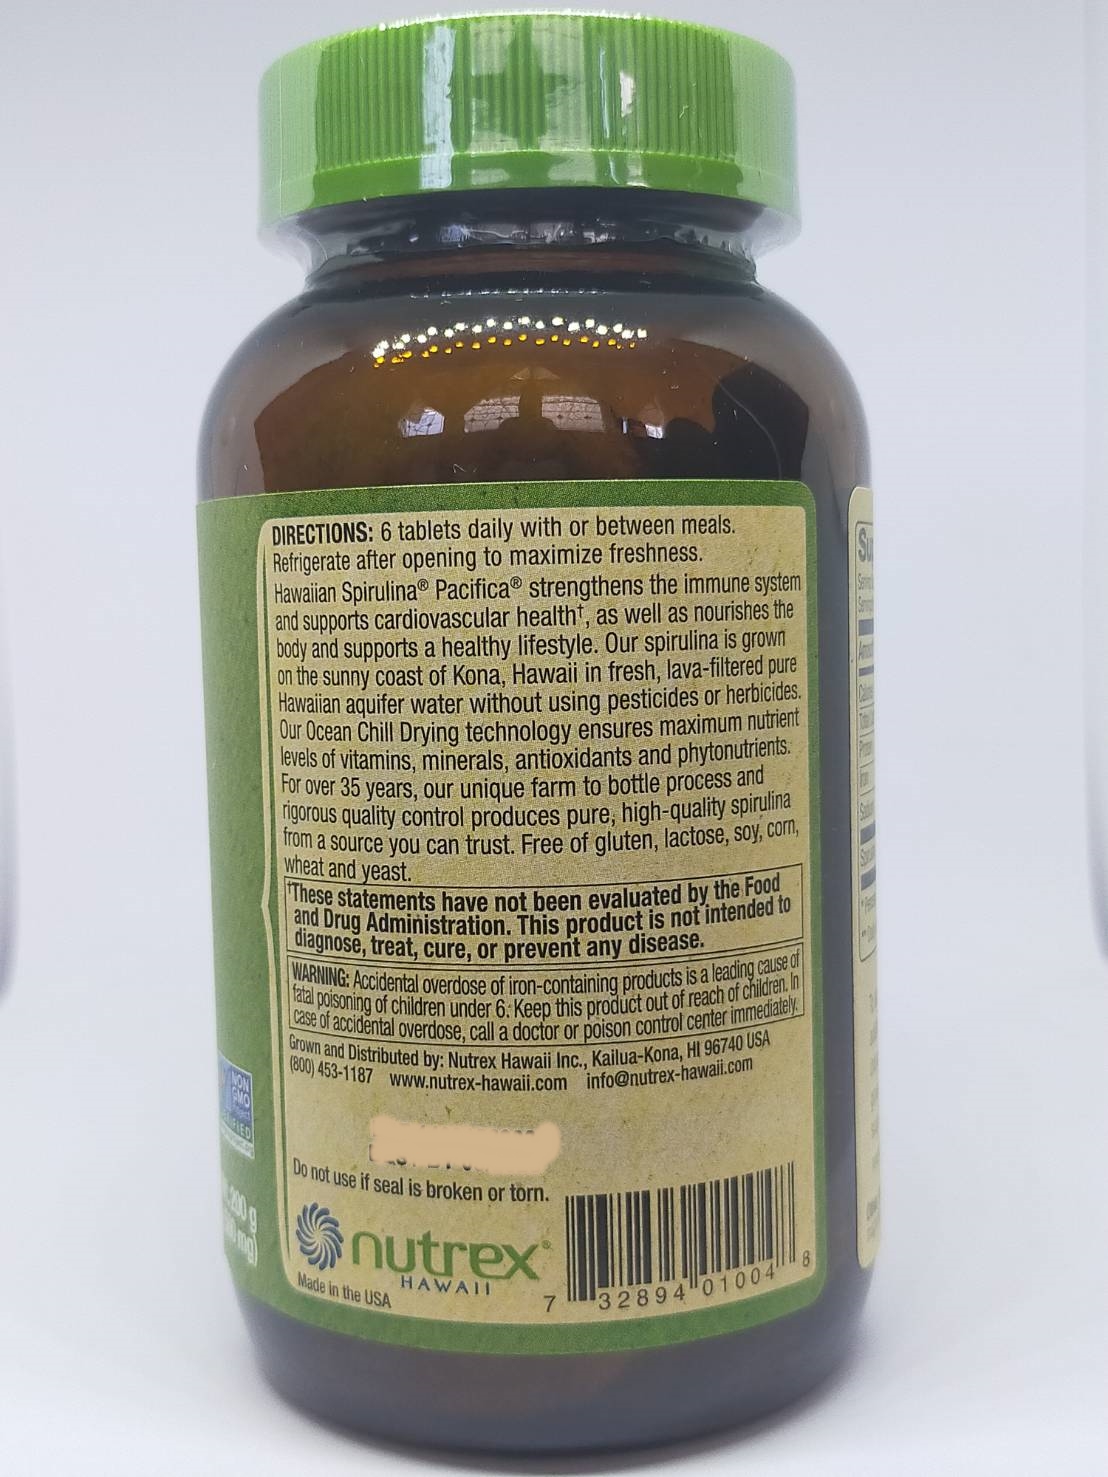 DIRECTIONS: 6 tablets daily with or between meals.
Refrigerate after opening to maximize freshness.
Hawaiian Spirulina® Pacifica® strengthens the immune system
and supports cardiovascular health†, as well as nourishes the
body and supports a healthy lifestyle. Our spirulina is grown
on the sunny coast of Kona, Hawaii in fresh, lava-filtered pure
Hawaiian aquifer water without using pesticides or herbicides.
Our Ocean Chill Drying technology ensures maximum nutrient
levels of vitamins, minerals, antioxidants and phytonutrients.
For over 35 years, our unique farm to bottle process and
rigorous quality control produces pure, high-quality spirulina
from a source you can trust. Free of gluten, lactose, soy, corn,
wheat and yeast.
†These statements have not been evaluated by the Food
and Drug Administration. This product is not intended to
diagnose, treat, cure, or prevent any disease.
WARNING: Accidental overdose of iron-containing products is a leading cause of
fatal poisoning of children under 6. Keep this product out of reach of children. In
case of accidental overdose, call a doctor or poison control center immediately.
Grown and Distributed by: Nutrex Hawaii Inc., Kailua-Kona, HI 96740 USA
(800) 453-1187 www.nutrex-hawaii.com info@nutrex-hawaii.com
Do not use if seal is broken or torn.
nutrex®
HAWAII
Made in the USA
7 32894 01004 8
NON
GMO
Project
200 g
mg)